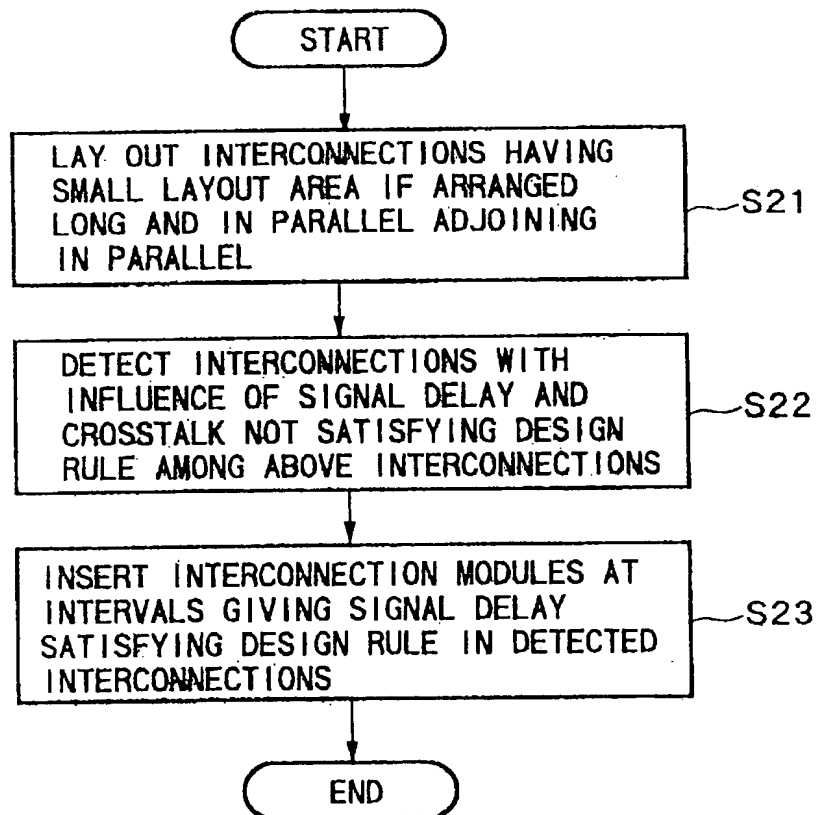 START
LAY OUT INTERCONNECTIONS HAVING
SMALL LAYOUT AREA IF ARRANGED
LONG AND IN PARALLEL ADJOINING
IN PARALLEL
S21
DETECT INTERCONNECTIONS WITH
INFLUENCE OF SIGNAL DELAY AND
CROSSTALK NOT SATISFYING DESIGN
RULE AMONG ABOVE INTERCONNECTIONS
S22
INSERT INTERCONNECTION MODULES AT
INTERVALS GIVING SIGNAL DELAY
SATISFYING DESIGN RULE IN DETECTED
INTERCONNECTIONS
S23
END